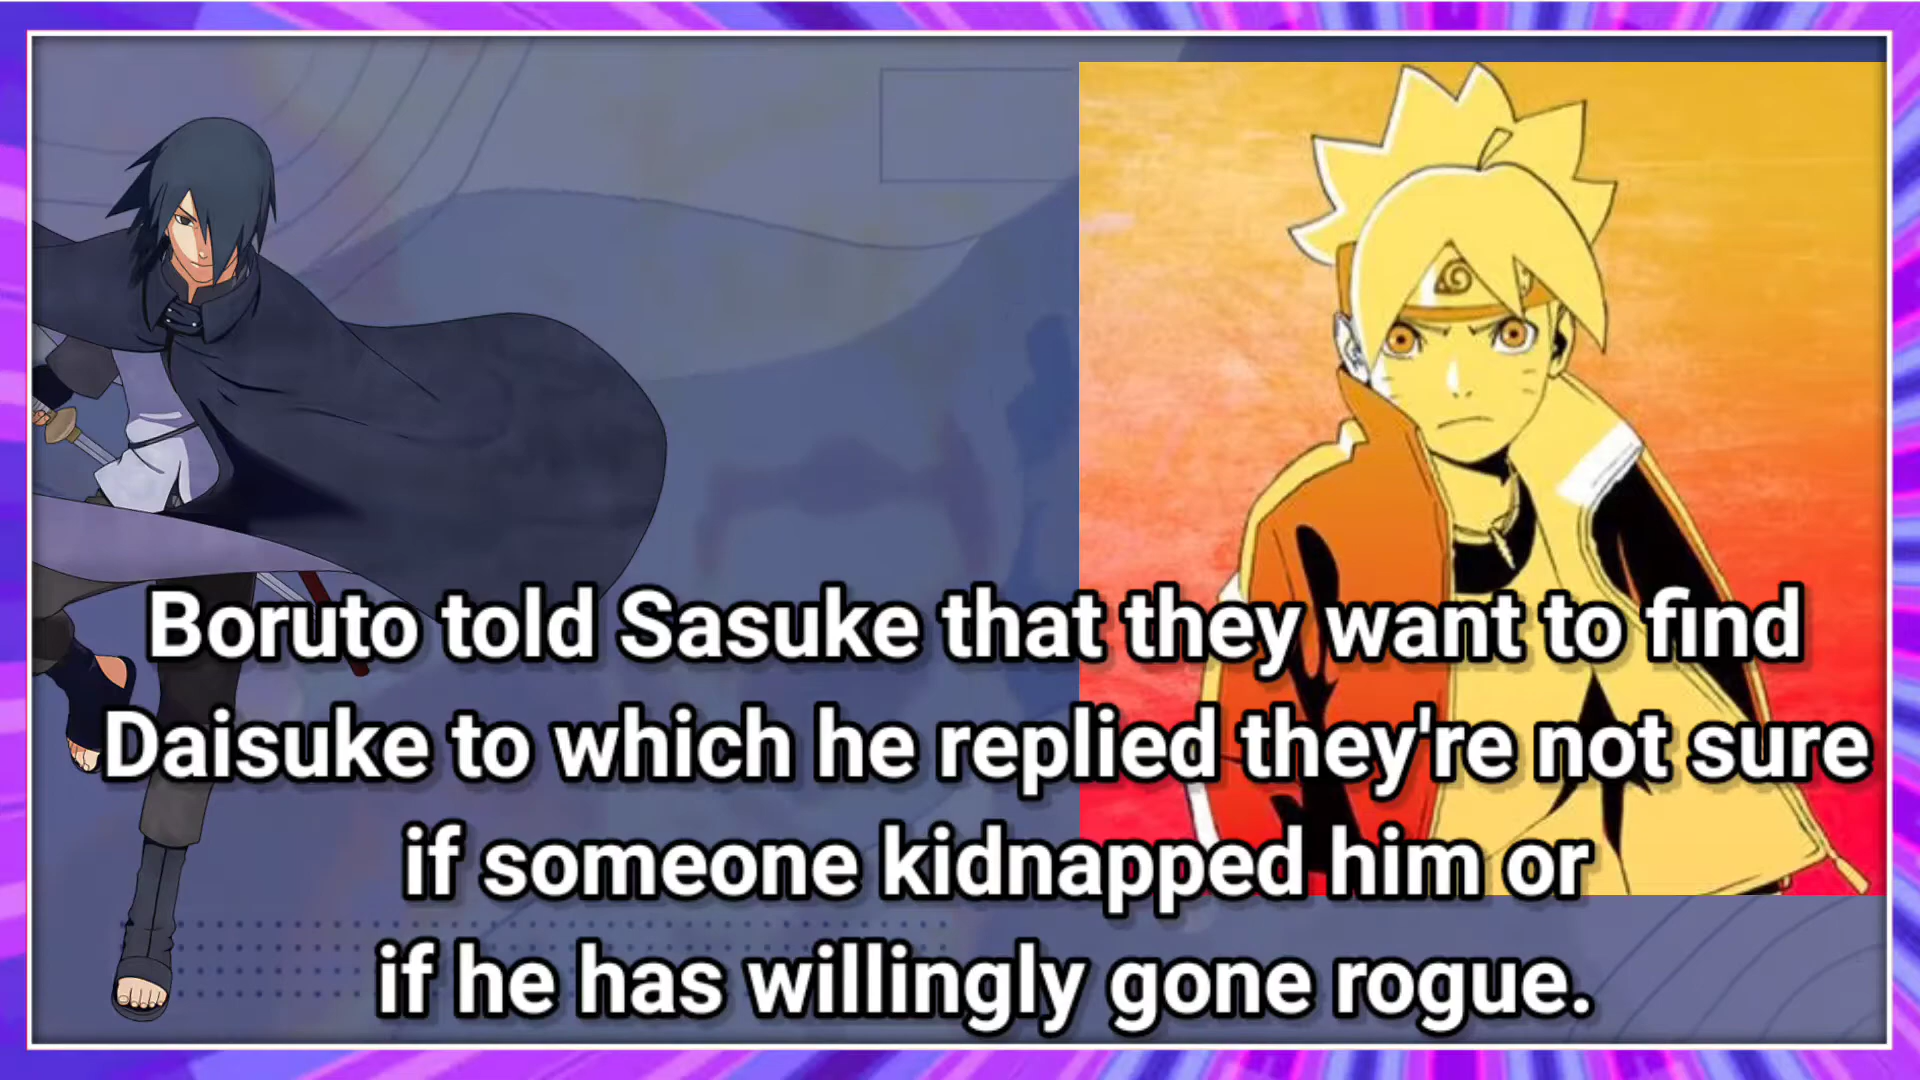 Boruto told Sasuke that they want to find
Daisuke to which he replied they're not sure
if someone kidnapped him or
if he has willingly gone rogue.